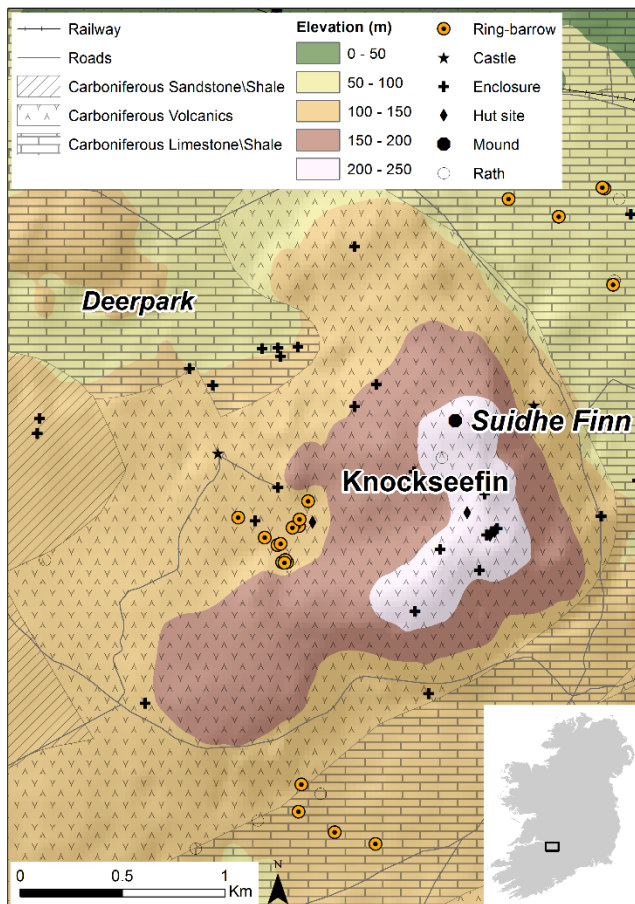 Railway
Roads
Carboniferous Sandstone\Shale
Carboniferous Volcanics
Carboniferous Limestone\Shale
Elevation (m)
0 - 50
50 - 100
100 - 150
150 - 200
200 - 250
Ring-barrow
Castle
Enclosure
Hut site
Mound
Rath
Deerpark
Suidhe Finn
Knockseefin
0 0.5 1
Km
N